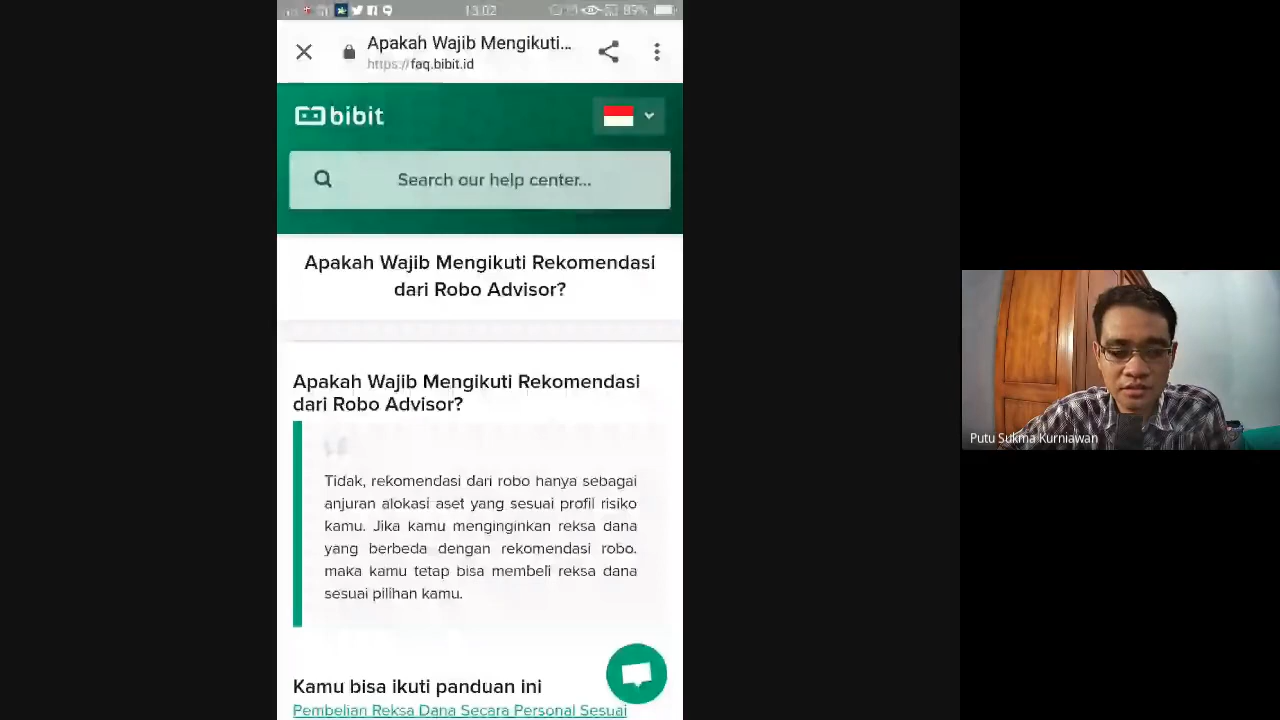 13:02
89%
Apakah Wajib Mengikuti...
https://faq.bibit.id
bibit
Search our help center...
Apakah Wajib Mengikuti Rekomendasi
dari Robo Advisor?
Apakah Wajib Mengikuti Rekomendasi
dari Robo Advisor?
Tidak, rekomendasi dari robo hanya sebagai
anjuran alokasi aset yang sesuai profil risiko
kamu. Jika kamu menginginkan reksa dana
yang berbeda dengan rekomendasi robo.
maka kamu tetap bisa membeli reksa dana
sesuai pilihan kamu.
Kamu bisa ikuti panduan ini
Pembelian Reksa Dana Secara Personal Sesuai
Putu Sukma Kurniawan